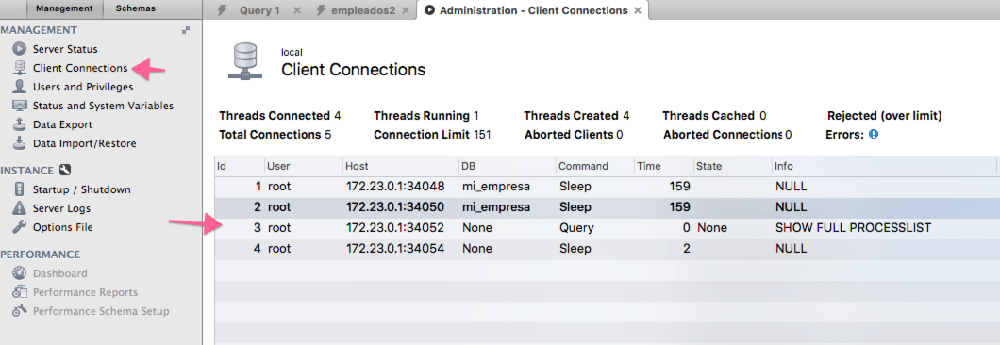 Management Schemas
Query 1 empleados2 Administration - Client Connections
MANAGEMENT
Server Status
Client Connections
Users and Privileges
Status and System Variables
Data Export
Data Import/Restore
INSTANCE
Startup / Shutdown
Server Logs
Options File
PERFORMANCE
Dashboard
Performance Reports
Performance Schema Setup
local
Client Connections
Threads Connected 4 Threads Running 1 Threads Created 4 Threads Cached 0 Rejected (over limit)
Total Connections 5 Connection Limit 151 Aborted Clients 0 Aborted Connections 0 Errors:
Id User Host DB Command Time State Info
1 root 172.23.0.1:34048 mi_empresa Sleep 159 NULL
2 root 172.23.0.1:34050 mi_empresa Sleep 159 NULL
3 root 172.23.0.1:34052 None Query 0 None SHOW FULL PROCESSLIST
4 root 172.23.0.1:34054 None Sleep 2 NULL